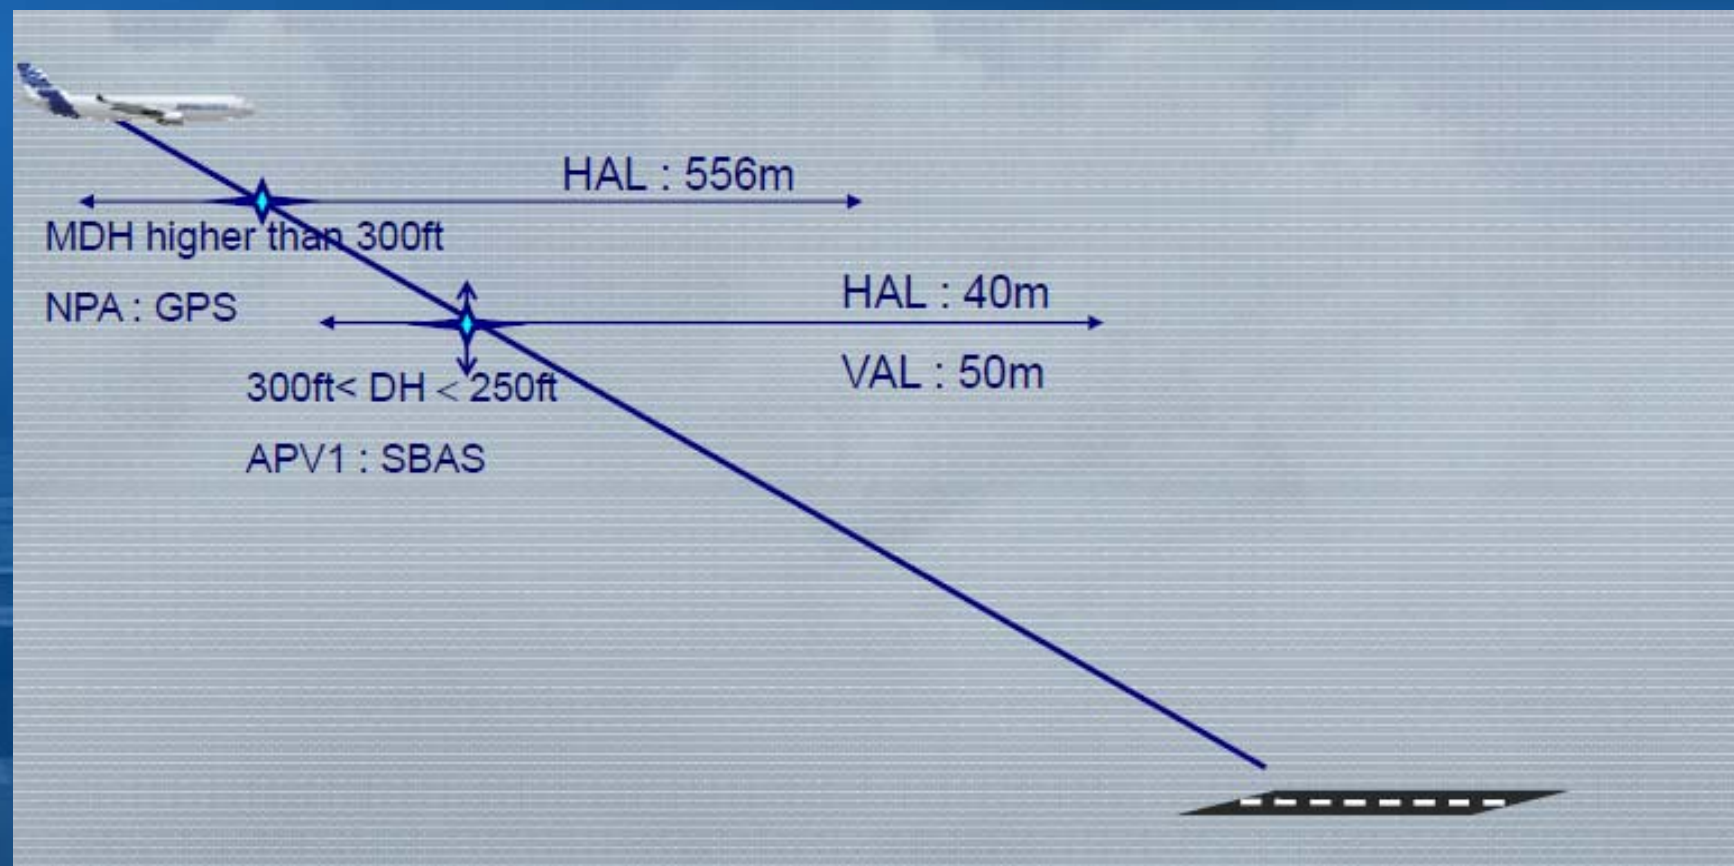 HAL : 556m
MDH higher than 300ft
NPA : GPS
HAL : 40m
VAL : 50m
300ft< DH < 250ft
APV1 : SBAS